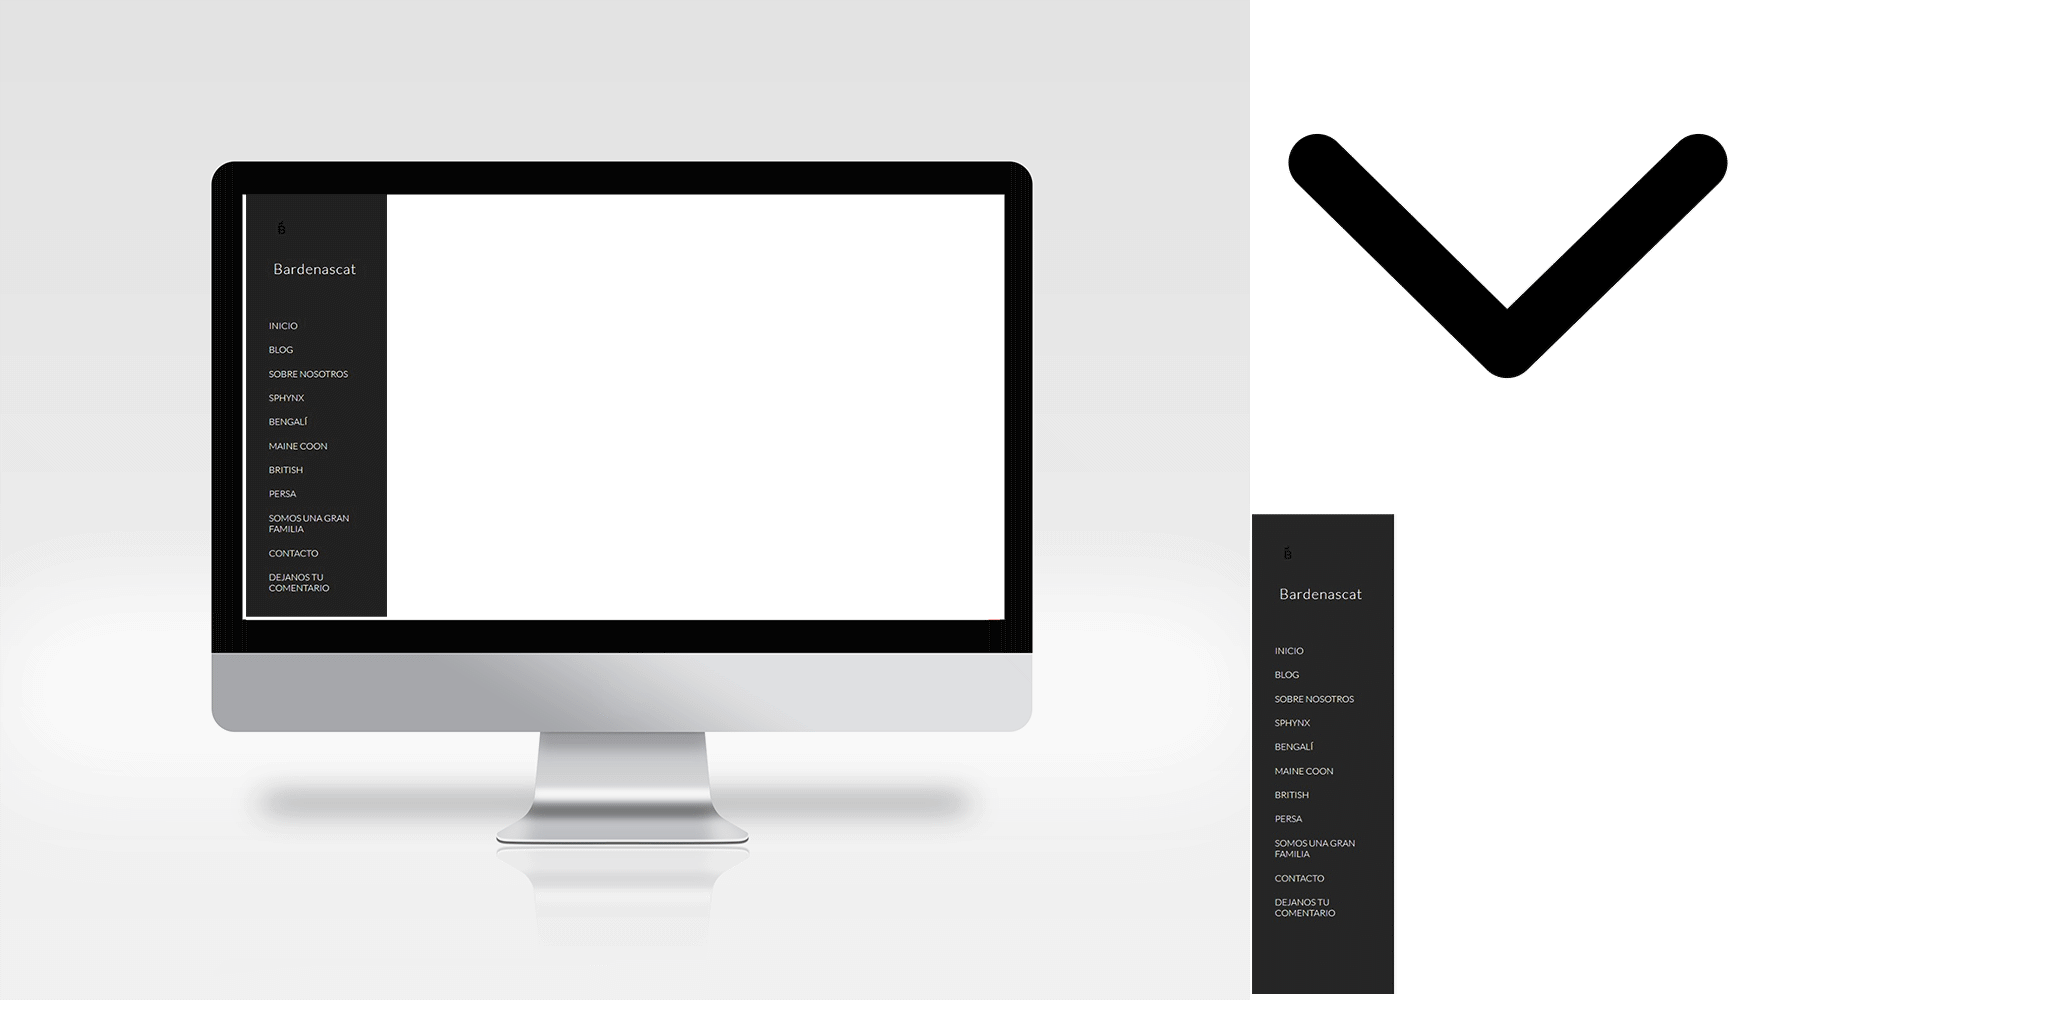 B
Bardenascat
INICIO
BLOG
SOBRE NOSOTROS
SPHYNX
BENGALÍ
MAINE COON
BRITISH
PERSA
SOMOS UNA GRAN
FAMILIA
CONTACTO
DEJANOS TU
COMENTARIO
B
Bardenascat
INICIO
BLOG
SOBRE NOSOTROS
SPHYNX
BENGALÍ
MAINE COON
BRITISH
PERSA
SOMOS UNA GRAN
FAMILIA
CONTACTO
DEJANOS TU
COMENTARIO